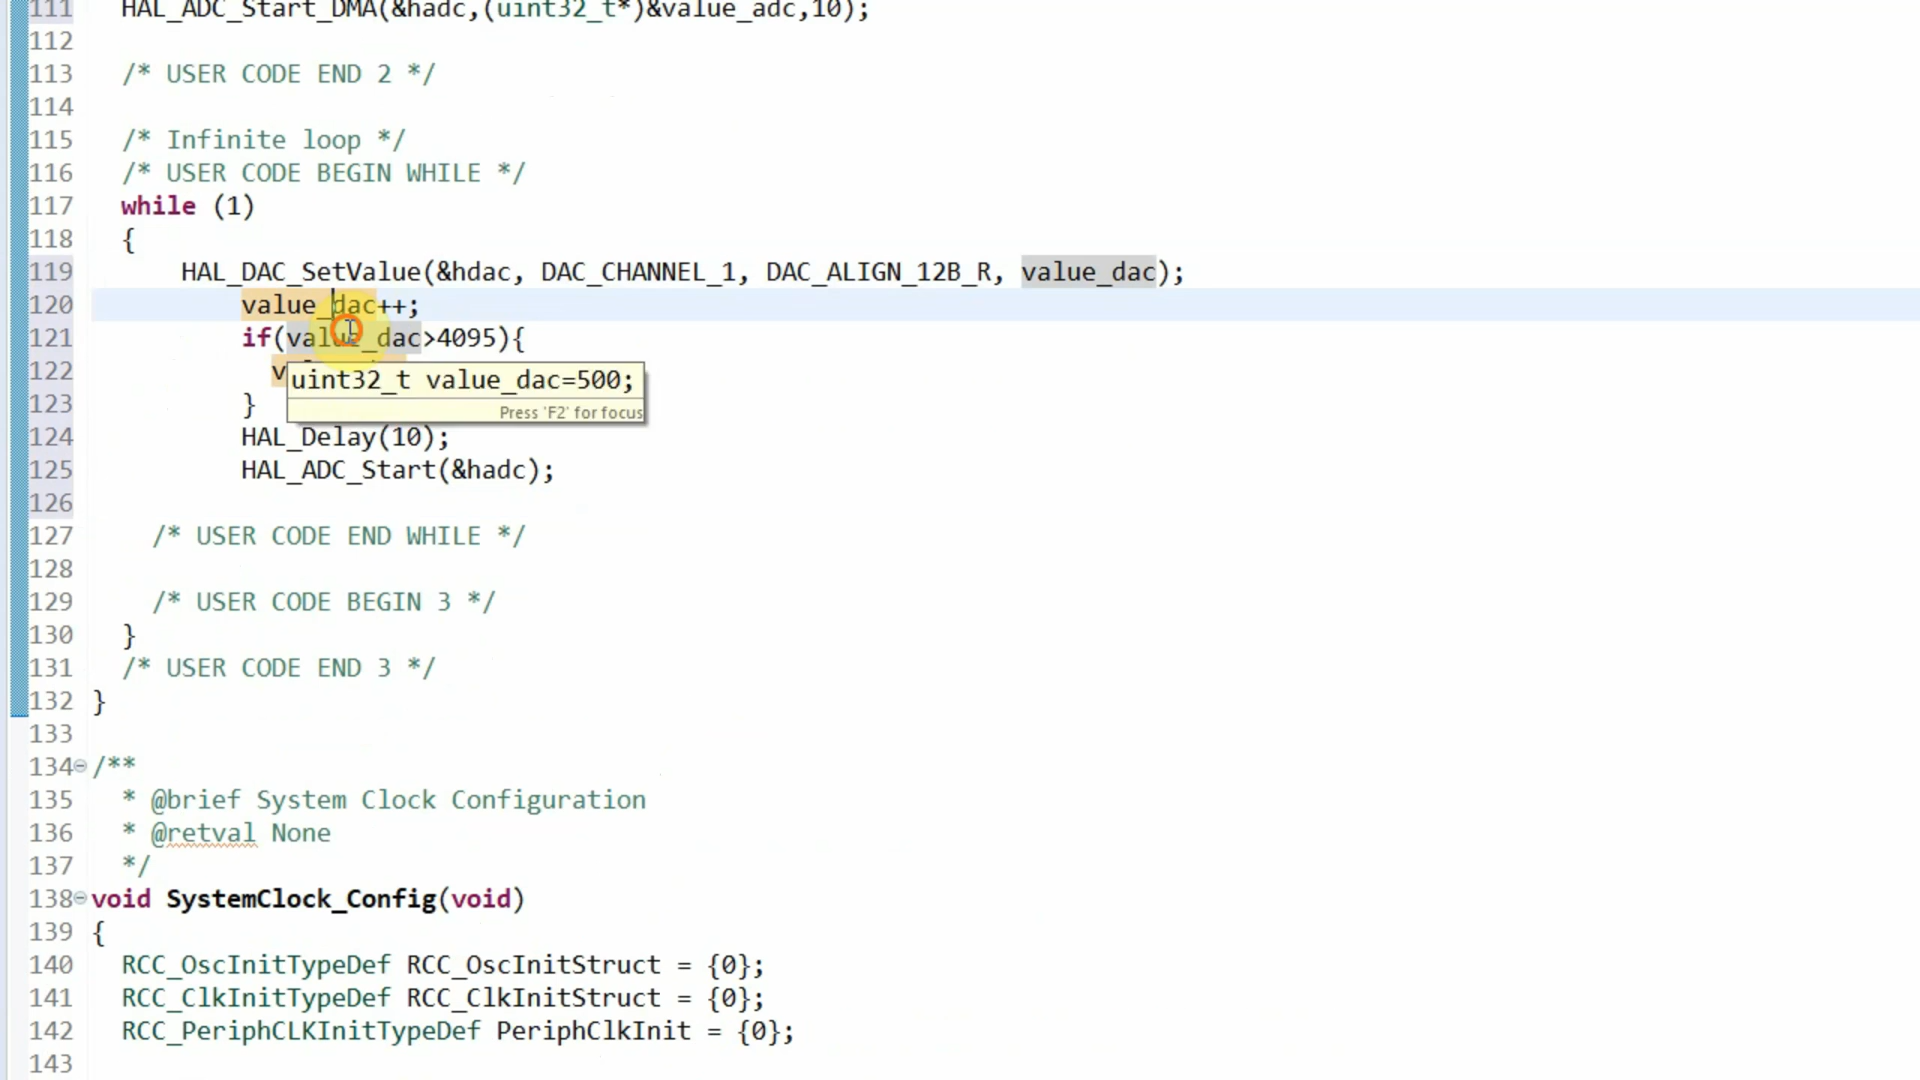 111 HAL_ADC_Start_DMA(&hadc,(uint32_t*)&value_adc,10);
112
113 /* USER CODE END 2 */
114
115 /* Infinite loop */
116 /* USER CODE BEGIN WHILE */
117 while (1)
118 {
119 HAL_DAC_SetValue(&hdac, DAC_CHANNEL_1, DAC_ALIGN_12B_R, value_dac);
120 value_dac++;
121 if(value_dac>4095){
122
uint32_t value_dac=500;
Press 'F2' for focus
123 }
124 HAL_Delay(10);
125 HAL_ADC_Start(&hadc);
126
127 /* USER CODE END WHILE */
128
129 /* USER CODE BEGIN 3 */
130 }
131 /* USER CODE END 3 */
132 }
133
134 /**
135 * @brief System Clock Configuration
136 * @retval None
137 */
138 void SystemClock_Config(void)
139 {
140 RCC_OscInitTypeDef RCC_OscInitStruct = {0};
141 RCC_ClkInitTypeDef RCC_ClkInitStruct = {0};
142 RCC_PeriphCLKInitTypeDef PeriphClkInit = {0};
143